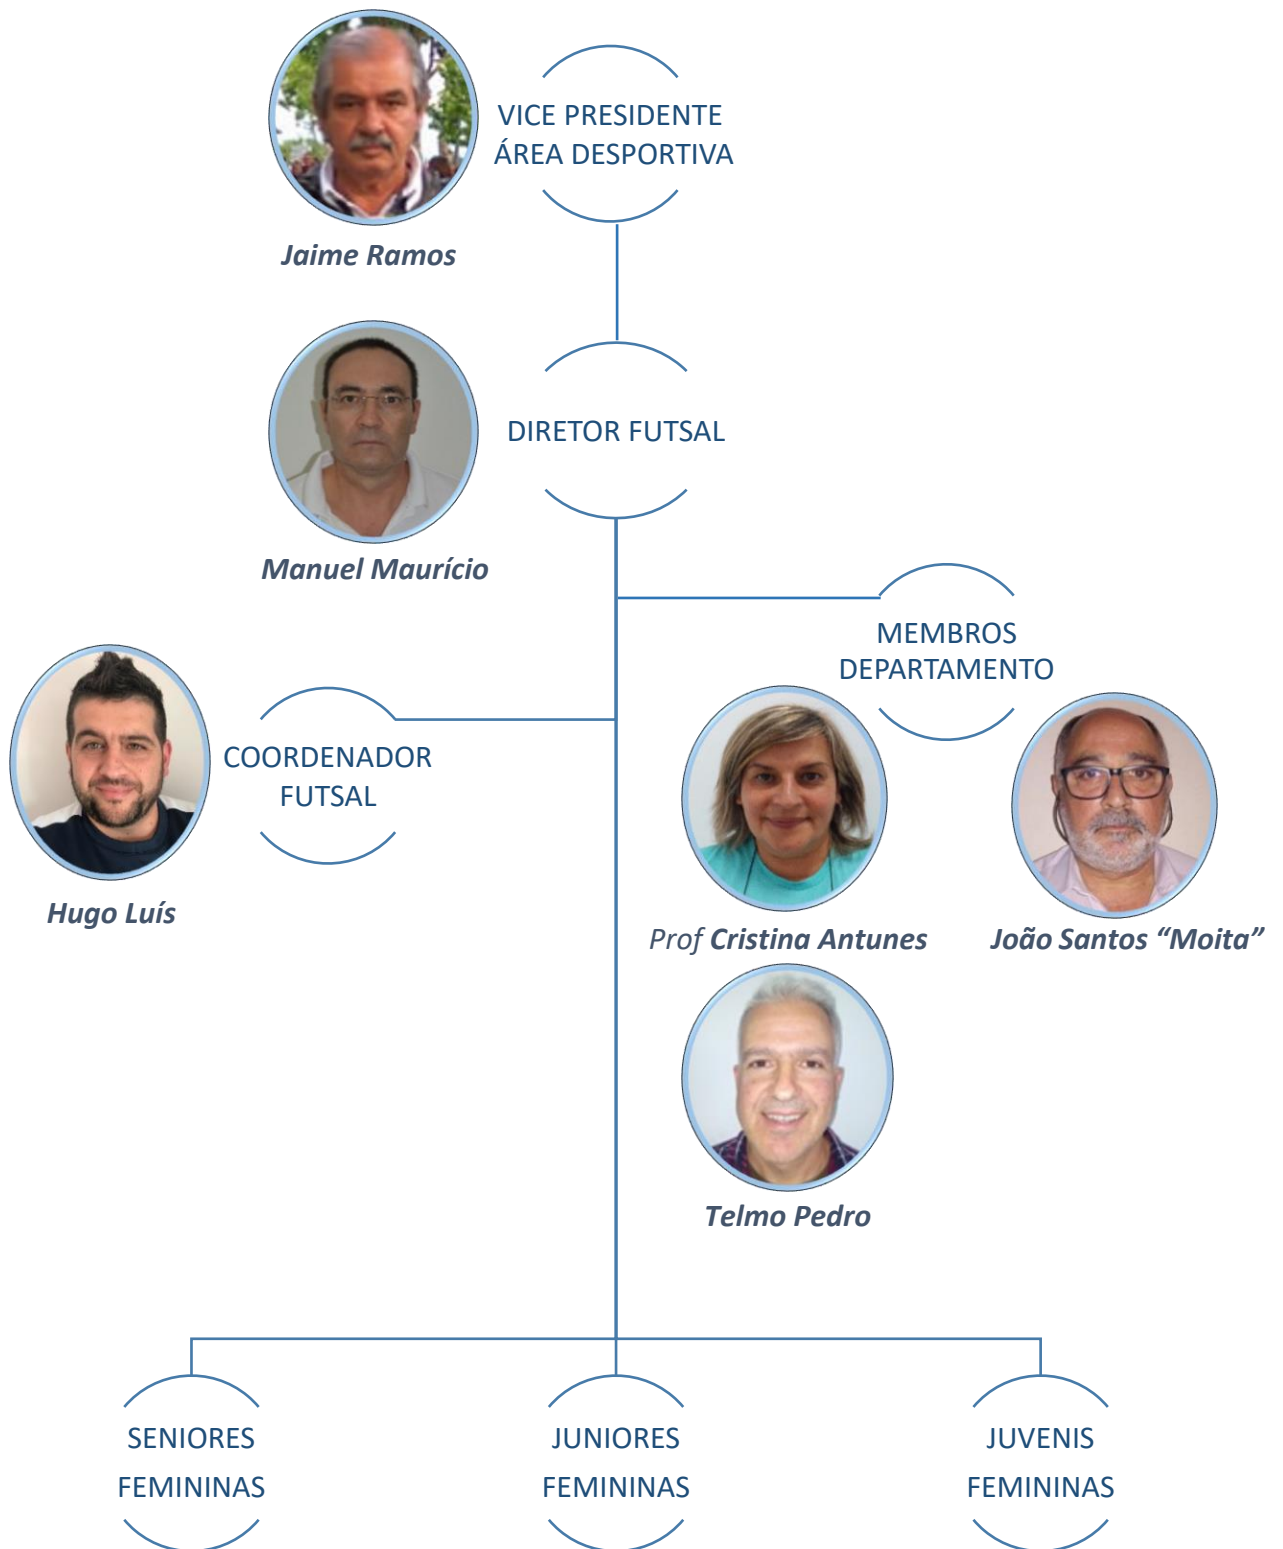 VICE PRESIDENTE
ÁREA DESPORTIVA
Jaime Ramos
DIRETOR FUTSAL
Manuel Maurício
MEMBROS
DEPARTAMENTO
COORDENADOR
FUTSAL
Hugo Luís
Prof Cristina Antunes
João Santos “Moita”
Telmo Pedro
SENIORES
FEMININAS
JUNIORES
FEMININAS
JUVENIS
FEMININAS